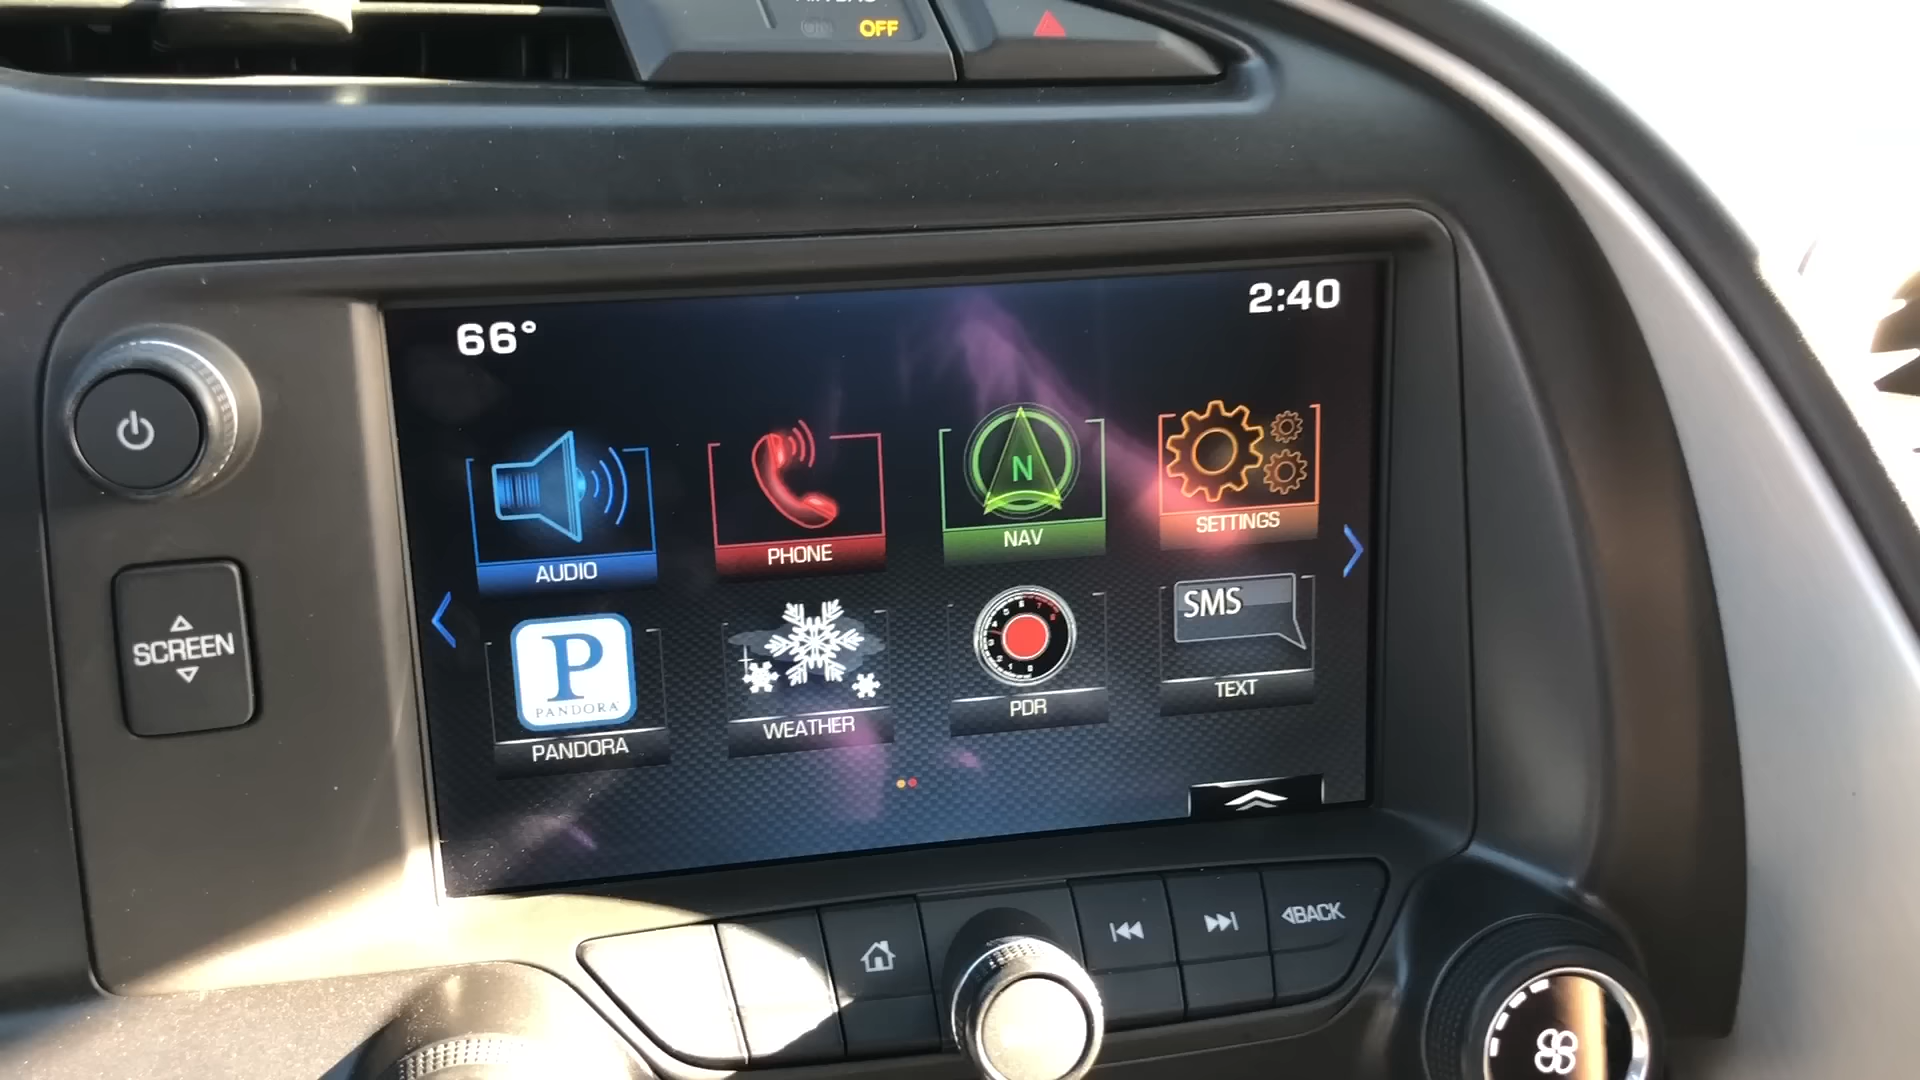 OFF
2:40
66°
AUDIO
PHONE
N
NAV
SETTINGS
SCREEN
P
PANDORA
PANDORA
WEATHER
PDR
SMS
TEXT
BACK